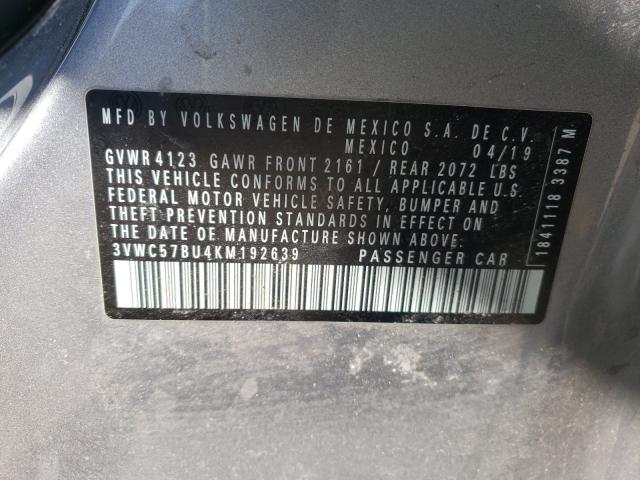 MFD BY VOLKSWAGEN DE MEXICO S.A. DE C.V.
MEXICO 04/19
GVWR 4123 GAWR FRONT 2161 / REAR 2072 LBS
THIS VEHICLE CONFORMS TO ALL APPLICABLE U.S.
FEDERAL MOTOR VEHICLE SAFETY, BUMPER AND
THEFT PREVENTION STANDARDS IN EFFECT ON
THE DATE OF MANUFACTURE SHOWN ABOVE:
3VWC57BU4KM192639 PASSENGER CAR
1841118 3387 M